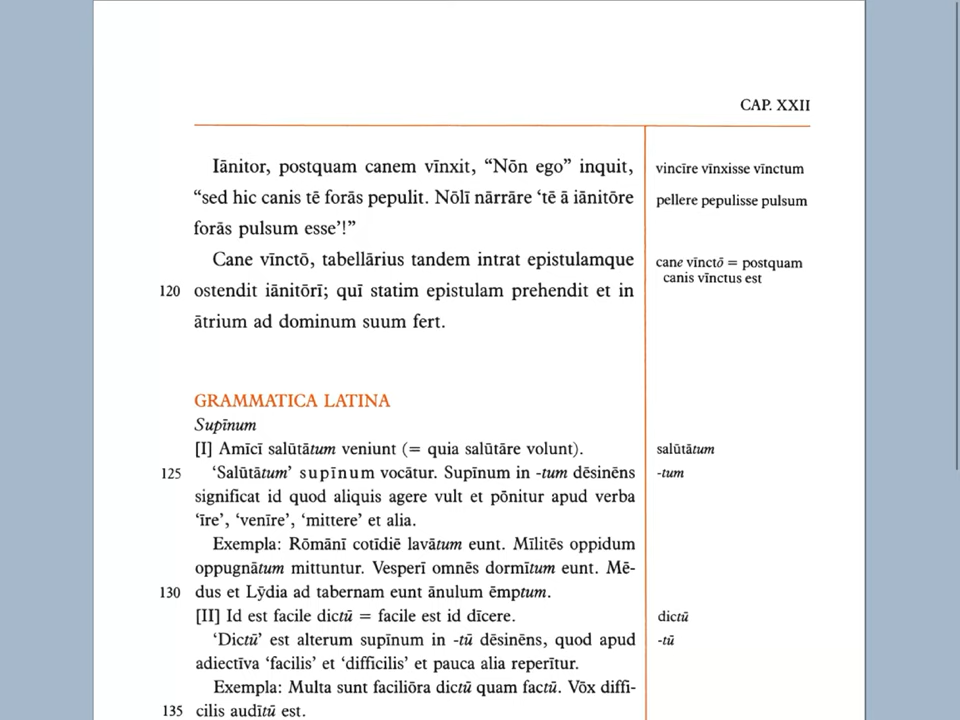 CAP. XXII
Iānitor, postquam canem vīnxit, “Nōn ego” inquit,
vincīre vīnxisse vīnctum
“sed hic canis tē forās pepulit. Nōlī nārrāre ‘tē ā iānitōre
pellere pepulisse pulsum
forās pulsum esse’!”
Cane vīnctō, tabellārius tandem intrat epistulamque
cane vīnctō = postquam
canis vīnctus est
120 ostendit iānitōrī; quī statim epistulam prehendit et in
ātrium ad dominum suum fert.
GRAMMATICA LATINA
Supīnum
[I] Amīcī salūtātum veniunt (= quia salūtāre volunt).
salūtātum
125 ‘Salūtātum’ supīnum vocātur. Supīnum in -tum dēsinēns
-tum
significat id quod aliquis agere vult et pōnitur apud verba
‘īre’, ‘venīre’, ‘mittere’ et alia.
Exempla: Rōmānī cotīdiē lavātum eunt. Mīlitēs oppidum
oppugnātum mittuntur. Vesperī omnēs dormītum eunt. Mē-
130 dus et Lȳdia ad tabernam eunt ānulum ēmptum.
[II] Id est facile dictū = facile est id dīcere.
dictū
‘Dictū’ est alterum supīnum in -tū dēsinēns, quod apud
-tū
adiectīva ‘facilis’ et ‘difficilis’ et pauca alia reperītur.
Exempla: Multa sunt faciliōra dictū quam factū. Vōx diffi-
135 cilis audītū est.